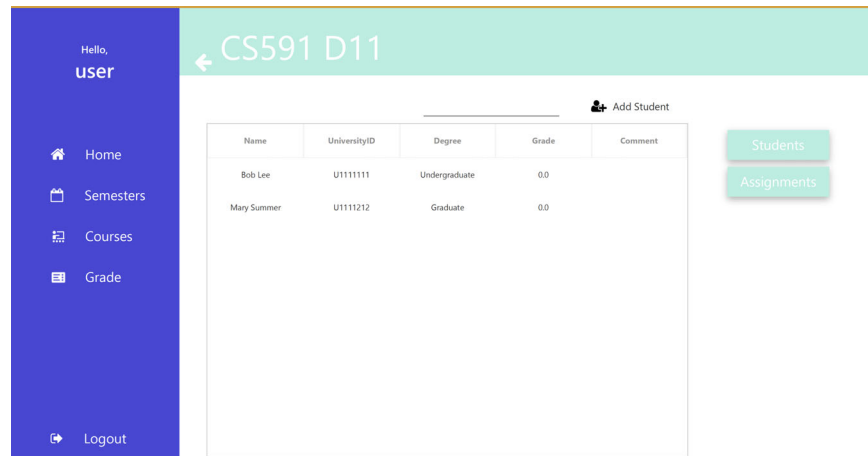 Hello,
user
Home
Semesters
Courses
Grade
Logout
CS591 D11
Add Student
Name UniversityID Degree Grade Comment
Bob Lee U1111111 Undergraduate 0.0
Mary Summer U1111212 Graduate 0.0
Students
Assignments